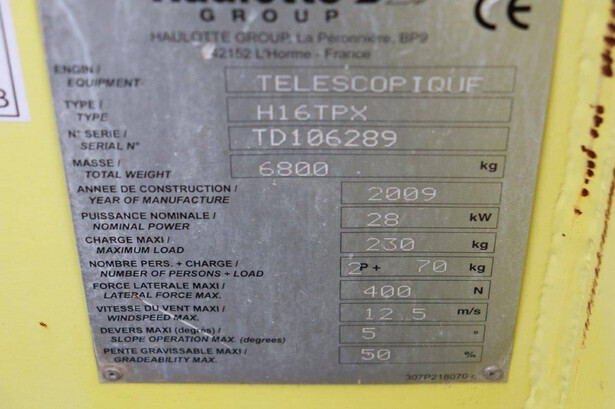 Haulotte
GROUP CE
HAULOTTE GROUP, La Péronnière, BP9
42152 L'Horme - France
ENGIN / EQUIPMENT TELESCOPIQUE
TYPE / TYPE H16TPX
N° SERIE / SERIAL N° TD106289
MASSE / TOTAL WEIGHT 6800 kg
ANNEE DE CONSTRUCTION / YEAR OF MANUFACTURE 2009
PUISSANCE NOMINALE / NOMINAL POWER 28 kW
CHARGE MAXI / MAXIMUM LOAD 230 kg
NOMBRE PERS. + CHARGE / NUMBER OF PERSONS + LOAD 2P + 70 kg
FORCE LATERALE MAXI / LATERAL FORCE MAX. 400 N
VITESSE DU VENT MAXI / WINDSPEED MAX. 12.5 m/s
DEVERS MAXI (degrés) / SLOPE OPERATION MAX. (degrees) 5 °
PENTE GRAVISSABLE MAXI / GRADEABILITY MAX. 50 %
307P218070